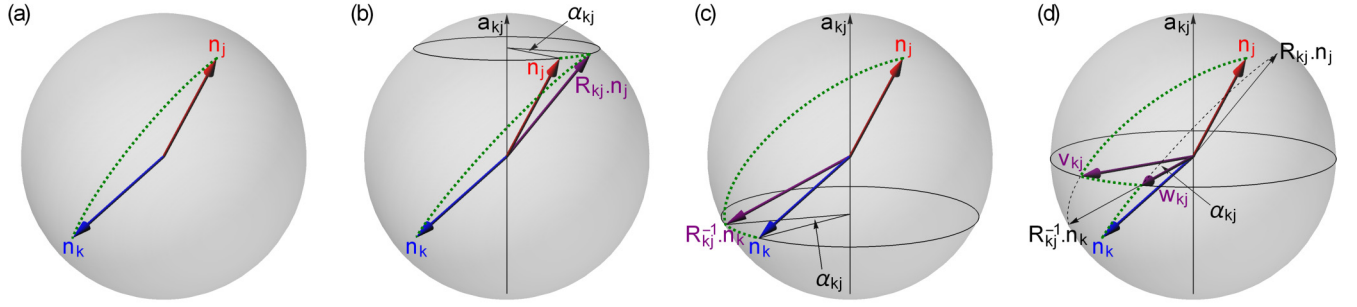 (a)
n_j
n_k
(b)
a_kj
α_kj
n_j
R_kj.n_j
n_k
(c)
a_kj
n_j
R_kj^-1.n_k
n_k
α_kj
(d)
a_kj
n_j
R_kj.n_j
v_kj
w_kj
α_kj
R_kj^-1.n_k
n_k